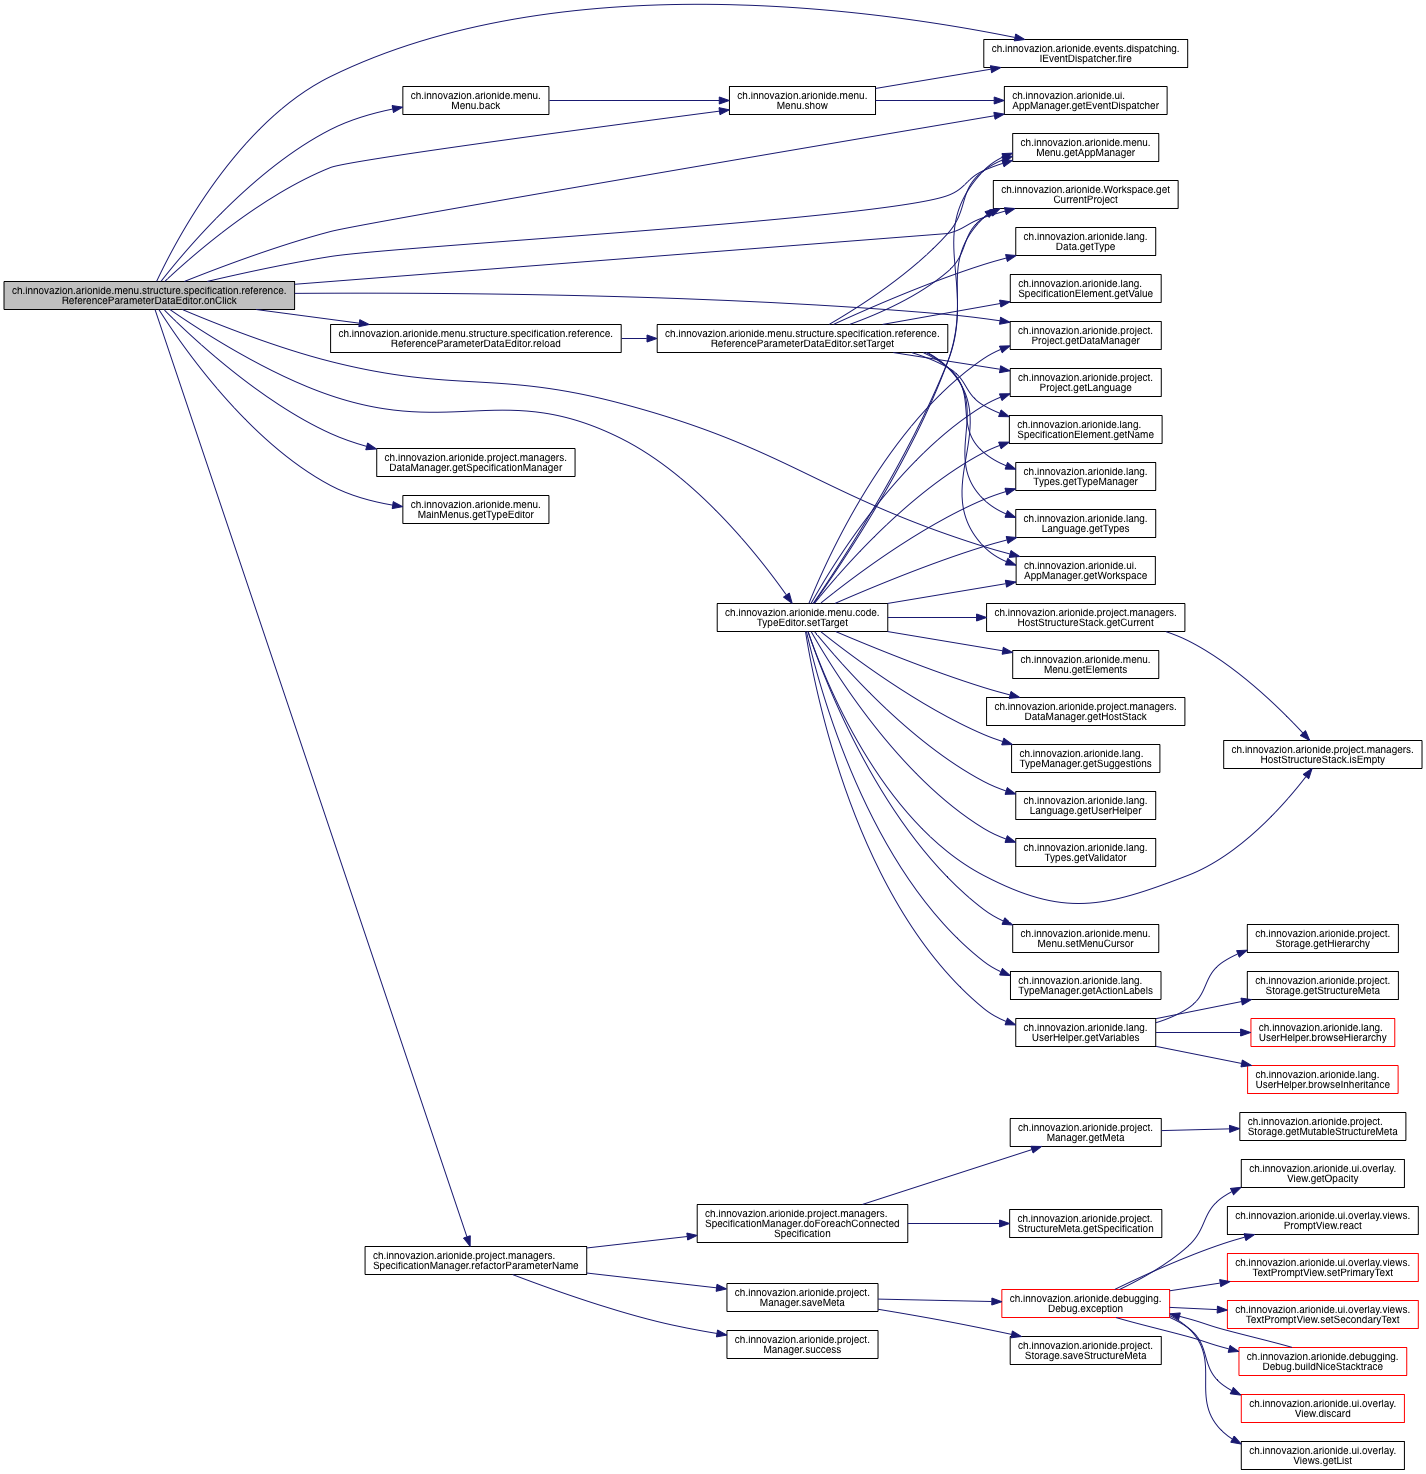 ch.innovazion.arionide.events.dispatching.
IEventDispatcher.fire
ch.innovazion.arionide.menu.
Menu.back
ch.innovazion.arionide.menu.
Menu.show
ch.innovazion.arionide.ui.
AppManager.getEventDispatcher
ch.innovazion.arionide.menu.
Menu.getAppManager
ch.innovazion.arionide.Workspace.get
CurrentProject
ch.innovazion.arionide.lang.
Data.getType
ch.innovazion.arionide.menu.structure.specification.reference.
ReferenceParameterDataEditor.onClick
ch.innovazion.arionide.lang.
SpecificationElement.getValue
ch.innovazion.arionide.menu.structure.specification.reference.
ReferenceParameterDataEditor.reload
ch.innovazion.arionide.menu.structure.specification.reference.
ReferenceParameterDataEditor.setTarget
ch.innovazion.arionide.project.
Project.getDataManager
ch.innovazion.arionide.project.
Project.getLanguage
ch.innovazion.arionide.lang.
SpecificationElement.getName
ch.innovazion.arionide.project.managers.
DataManager.getSpecificationManager
ch.innovazion.arionide.lang.
Types.getTypeManager
ch.innovazion.arionide.menu.
MainMenus.getTypeEditor
ch.innovazion.arionide.lang.
Language.getTypes
ch.innovazion.arionide.ui.
AppManager.getWorkspace
ch.innovazion.arionide.menu.code.
TypeEditor.setTarget
ch.innovazion.arionide.project.managers.
HostStructureStack.getCurrent
ch.innovazion.arionide.menu.
Menu.getElements
ch.innovazion.arionide.project.managers.
DataManager.getHostStack
ch.innovazion.arionide.project.managers.
HostStructureStack.isEmpty
ch.innovazion.arionide.lang.
TypeManager.getSuggestions
ch.innovazion.arionide.lang.
Language.getUserHelper
ch.innovazion.arionide.lang.
Types.getValidator
ch.innovazion.arionide.menu.
Menu.setMenuCursor
ch.innovazion.arionide.project.
Storage.getHierarchy
ch.innovazion.arionide.lang.
TypeManager.getActionLabels
ch.innovazion.arionide.project.
Storage.getStructureMeta
ch.innovazion.arionide.lang.
UserHelper.getVariables
ch.innovazion.arionide.lang.
UserHelper.browseHierarchy
ch.innovazion.arionide.lang.
UserHelper.browseInheritance
ch.innovazion.arionide.project.
Manager.getMeta
ch.innovazion.arionide.project.
Storage.getMutableStructureMeta
ch.innovazion.arionide.ui.overlay.
View.getOpacity
ch.innovazion.arionide.project.managers.
SpecificationManager.doForeachConnected
Specification
ch.innovazion.arionide.project.
StructureMeta.getSpecification
ch.innovazion.arionide.ui.overlay.views.
PromptView.react
ch.innovazion.arionide.project.managers.
SpecificationManager.refactorParameterName
ch.innovazion.arionide.ui.overlay.views.
TextPromptView.setPrimaryText
ch.innovazion.arionide.project.
Manager.saveMeta
ch.innovazion.arionide.debugging.
Debug.exception
ch.innovazion.arionide.ui.overlay.views.
TextPromptView.setSecondaryText
ch.innovazion.arionide.project.
Manager.success
ch.innovazion.arionide.project.
Storage.saveStructureMeta
ch.innovazion.arionide.debugging.
Debug.buildNiceStacktrace
ch.innovazion.arionide.ui.overlay.
View.discard
ch.innovazion.arionide.ui.overlay.
Views.getList